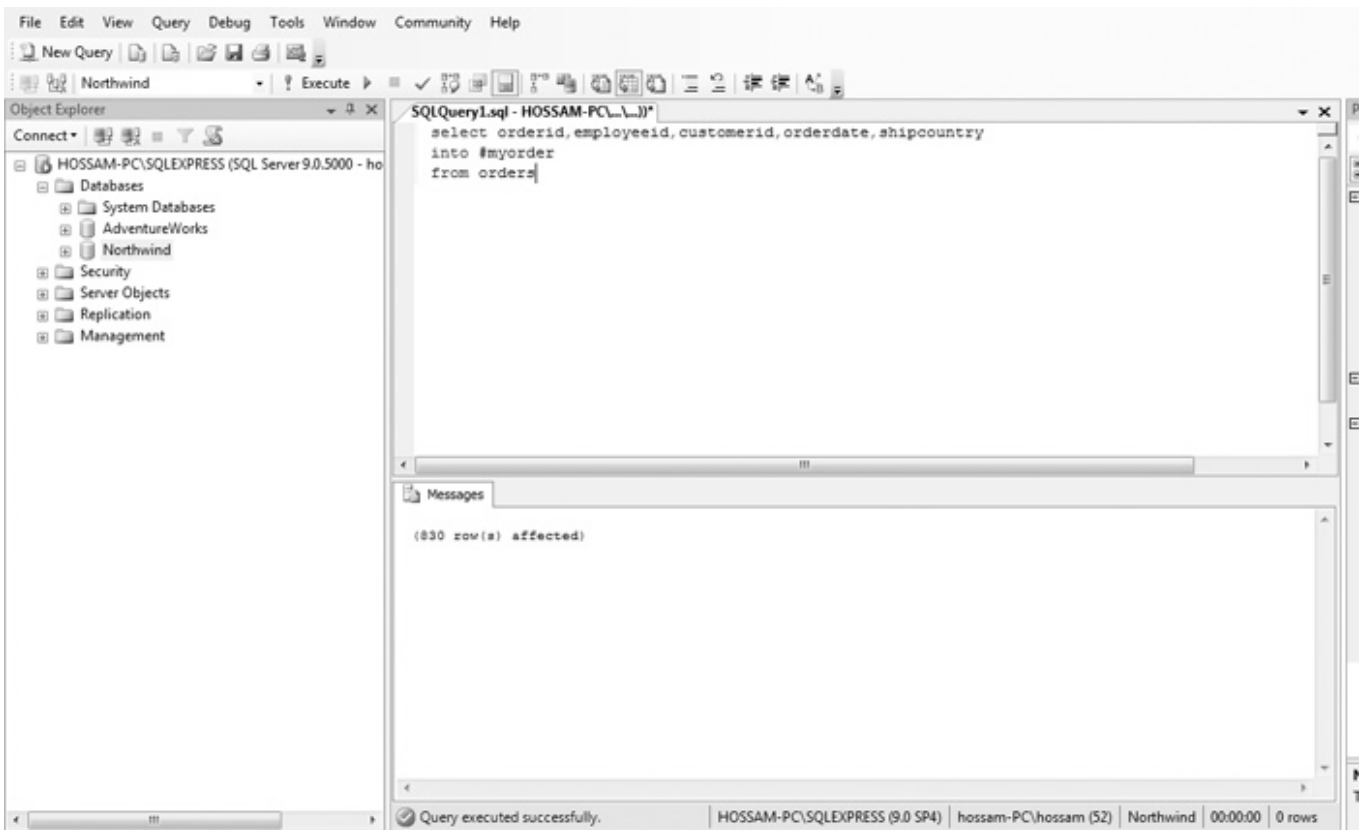 File Edit View Query Debug Tools Window Community Help
New Query
Northwind Execute
Object Explorer
Connect
HOSSAM-PC\SQLEXPRESS (SQL Server 9.0.5000 - ho
Databases
System Databases
AdventureWorks
Northwind
Security
Server Objects
Replication
Management
SQLQuery1.sql - HOSSAM-PC\...\...))*
select orderid,employeeid,customerid,orderdate,shipcountry
into #myorder
from orders
Messages
(830 row(s) affected)
Query executed successfully. HOSSAM-PC\SQLEXPRESS (9.0 SP4) hossam-PC\hossam (52) Northwind 00:00:00 0 rows